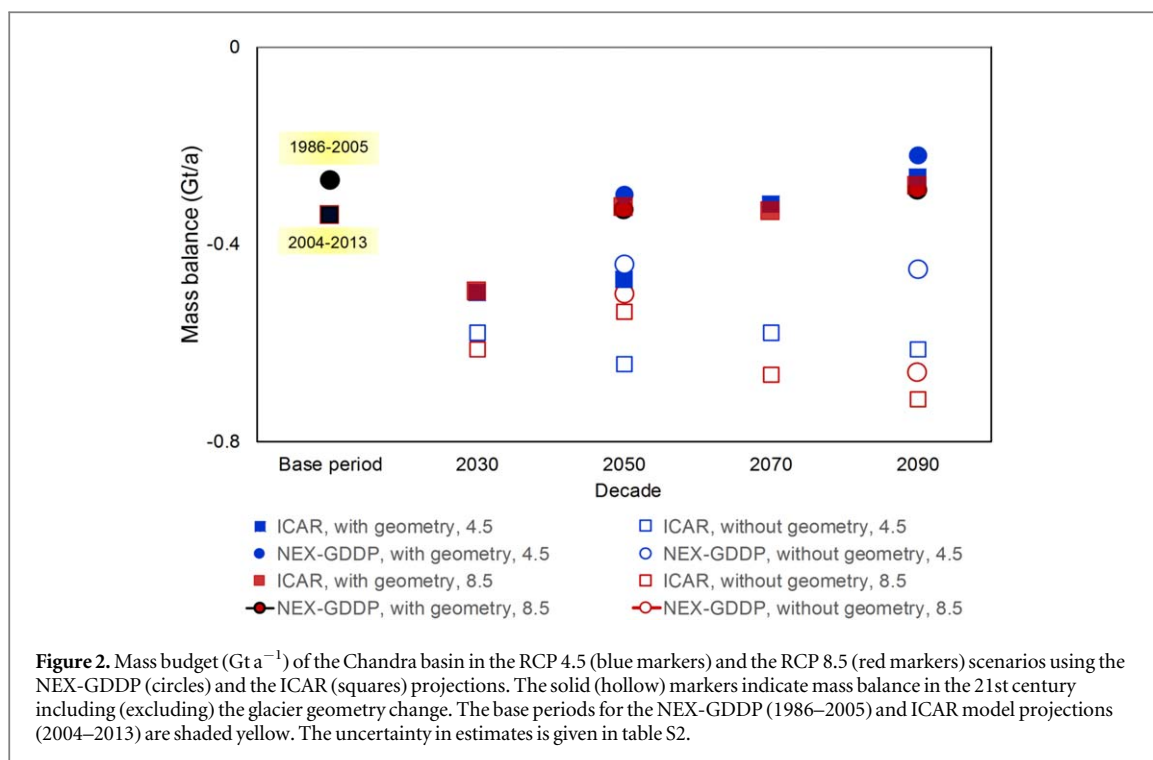 0
-0.4
-0.8
Mass balance (Gt/a)
1986-2005
2004-2013
Base period 2030 2050 2070 2090
Decade
ICAR, with geometry, 4.5 ICAR, without geometry, 4.5
NEX-GDDP, with geometry, 4.5 NEX-GDDP, without geometry, 4.5
ICAR, with geometry, 8.5 ICAR, without geometry, 8.5
NEX-GDDP, with geometry, 8.5 NEX-GDDP, without geometry, 8.5
Figure 2. Mass budget (Gt a⁻¹) of the Chandra basin in the RCP 4.5 (blue markers) and the RCP 8.5 (red markers) scenarios using the
NEX-GDDP (circles) and the ICAR (squares) projections. The solid (hollow) markers indicate mass balance in the 21st century
including (excluding) the glacier geometry change. The base periods for the NEX-GDDP (1986–2005) and ICAR model projections
(2004–2013) are shaded yellow. The uncertainty in estimates is given in table S2.